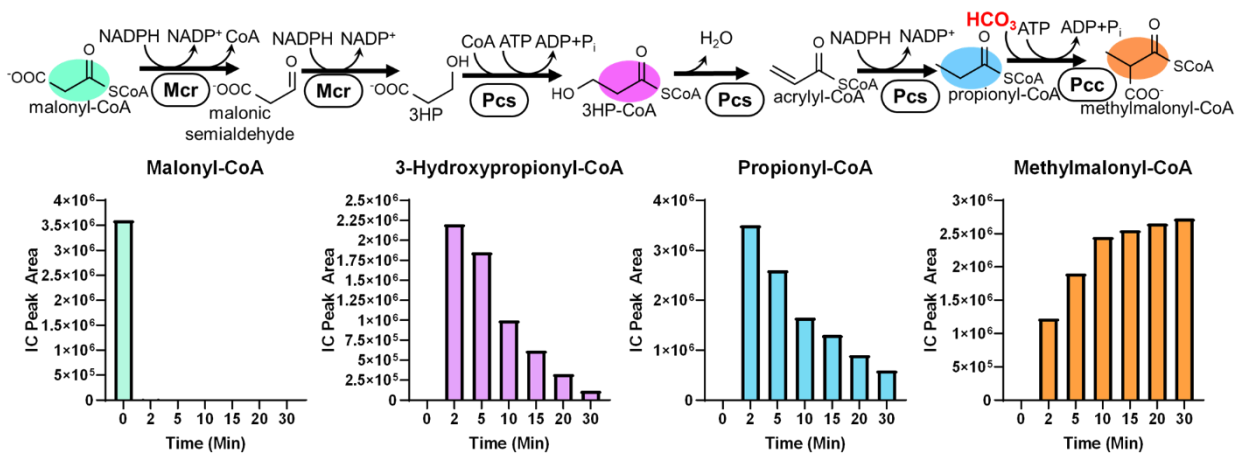 NADPH NADP⁺ CoA NADPH NADP⁺ CoA ATP ADP+Pi H₂O NADPH NADP⁺ HCO₃ ATP ADP+Pi
⁻OOC O SCoA Mcr ⁻OOC O Mcr ⁻OOC OH Pcs HO O SCoA Pcs O SCoA Pcs O SCoA Pcc O SCoA COO⁻
malonyl-CoA malonic semialdehyde 3HP 3HP-CoA acrylyl-CoA propionyl-CoA methylmalonyl-CoA
Malonyl-CoA
IC Peak Area
4×10⁶
3.5×10⁶
3×10⁶
4×10⁶
2×10⁶
4×10⁶
1×10⁶
5×10⁵
0
0 2 5 10 15 20 30
Time (Min)
3-Hydroxypropionyl-CoA
IC Peak Area
2.5×10⁶
2.25×10⁶
2×10⁶
1.75×10⁶
1.5×10⁶
1.25×10⁶
1×10⁶
7.5×10⁵
5×10⁵
2.5×10⁵
0
0 2 5 10 15 20 30
Time (Min)
Propionyl-CoA
IC Peak Area
4×10⁶
3×10⁶
2×10⁶
1×10⁶
0
0 2 5 10 15 20 30
Time (Min)
Methylmalonyl-CoA
IC Peak Area
3×10⁶
2.5×10⁶
2×10⁶
1.5×10⁶
1×10⁶
5×10⁵
0
0 2 5 10 15 20 30
Time (Min)